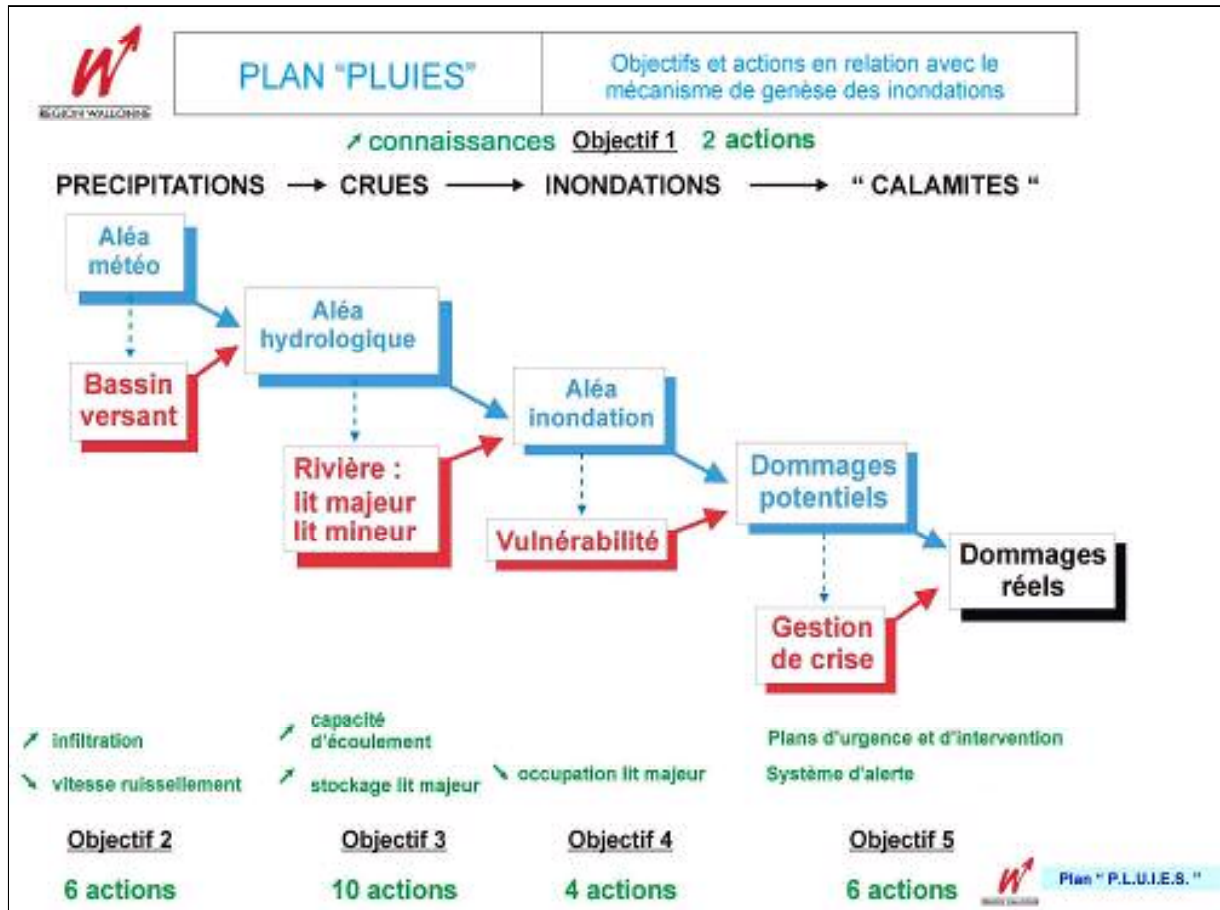 REGION WALLONNE
PLAN "PLUIES"
Objectifs et actions en relation avec le
mécanisme de genèse des inondations
↗ connaissances Objectif 1 2 actions
PRECIPITATIONS → CRUES → INONDATIONS → " CALAMITES "
Aléa
météo
Aléa
hydrologique
Bassin
versant
Aléa
inondation
Rivière :
lit majeur
lit mineur
Dommages
potentiels
Vulnérabilité
Dommages
réels
Gestion
de crise
↗ infiltration
↘ vitesse ruissellement
↗ capacité
d'écoulement
↗ stockage lit majeur
↘ occupation lit majeur
Plans d'urgence et d'intervention
Système d'alerte
Objectif 2
6 actions
Objectif 3
10 actions
Objectif 4
4 actions
Objectif 5
6 actions
REGION WALLONNE
Plan " P.L.U.I.E.S. "